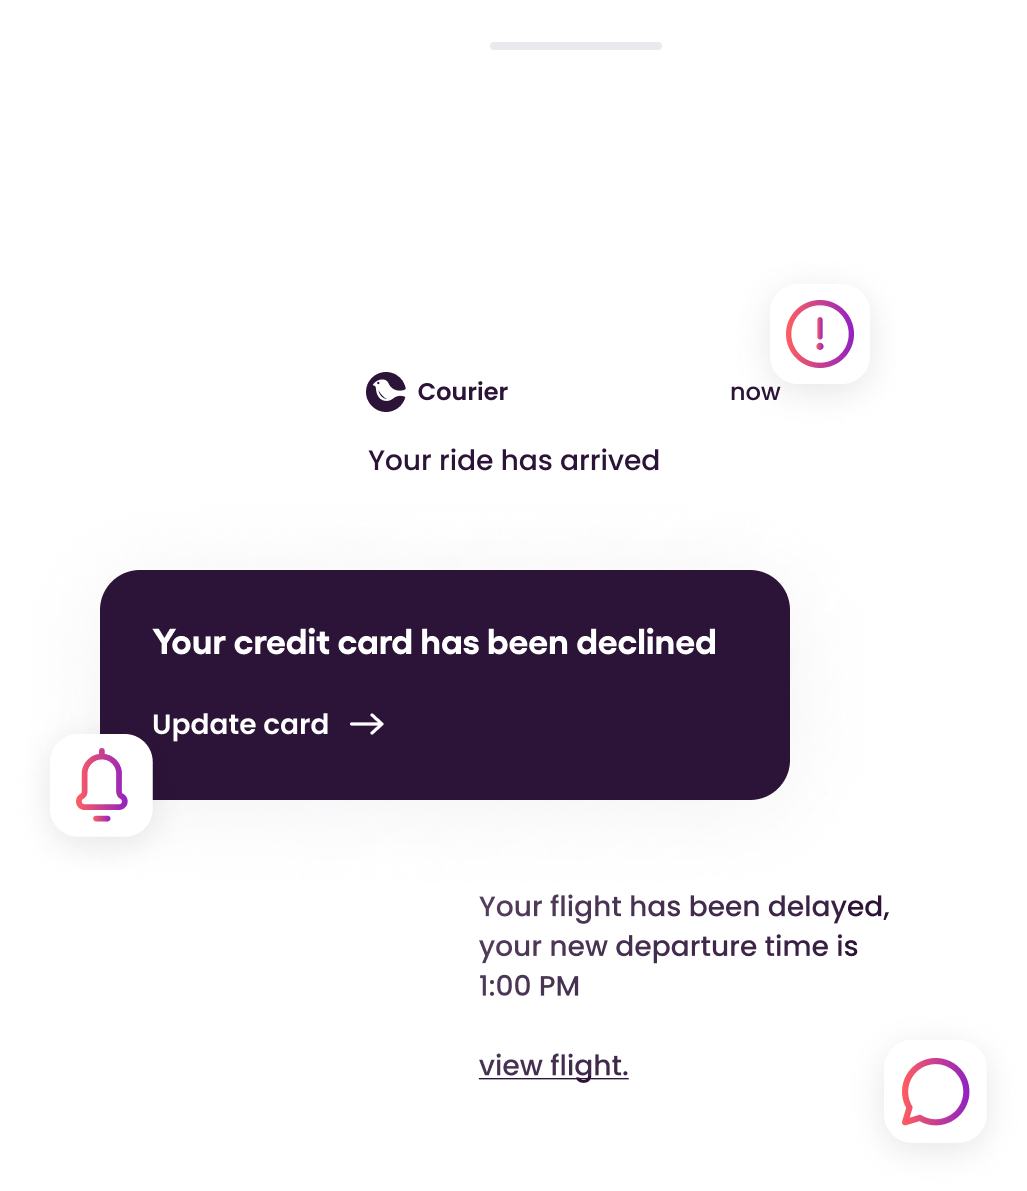 Courier
now
Your ride has arrived
Your credit card has been declined
Update card
Your flight has been delayed,
your new departure time is
1:00 PM
view flight.